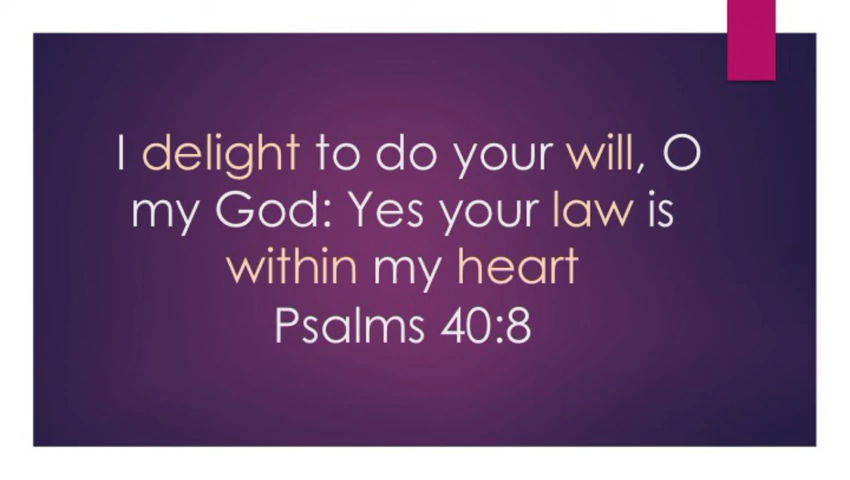 I delight to do your will, O
my God: Yes your law is
within my heart
Psalms 40:8